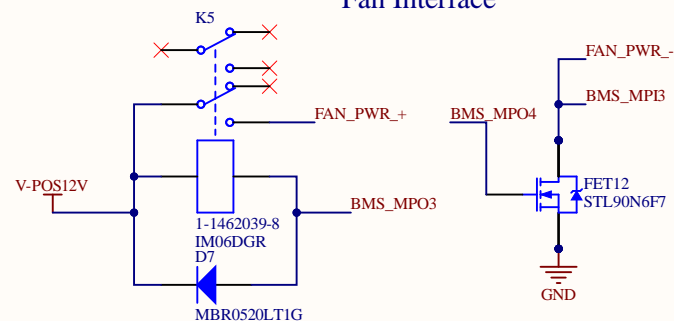 Fan Interface
K5
FAN_PWR_-
BMS_MPI3
FAN_PWR_+
BMS_MPO4
V-POS12V
FET12
STL90N6F7
BMS_MPO3
1-1462039-8
IM06DGR
D7
GND
MBR0520LT1G